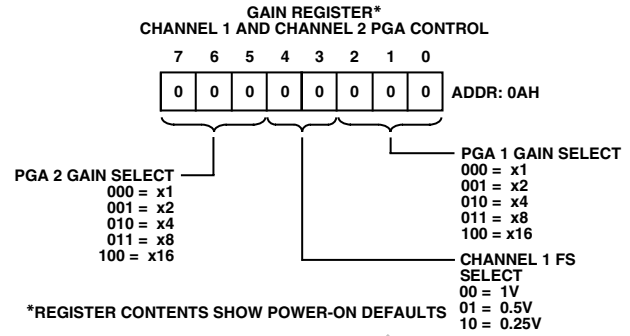 GAIN REGISTER*
CHANNEL 1 AND CHANNEL 2 PGA CONTROL
7 6 5 4 3 2 1 0
0 0 0 0 0 0 0 0 ADDR: 0AH
PGA 2 GAIN SELECT
000 = x1
001 = x2
010 = x4
011 = x8
100 = x16
PGA 1 GAIN SELECT
000 = x1
001 = x2
010 = x4
011 = x8
100 = x16
CHANNEL 1 FS
SELECT
00 = 1V
01 = 0.5V
10 = 0.25V
*REGISTER CONTENTS SHOW POWER-ON DEFAULTS